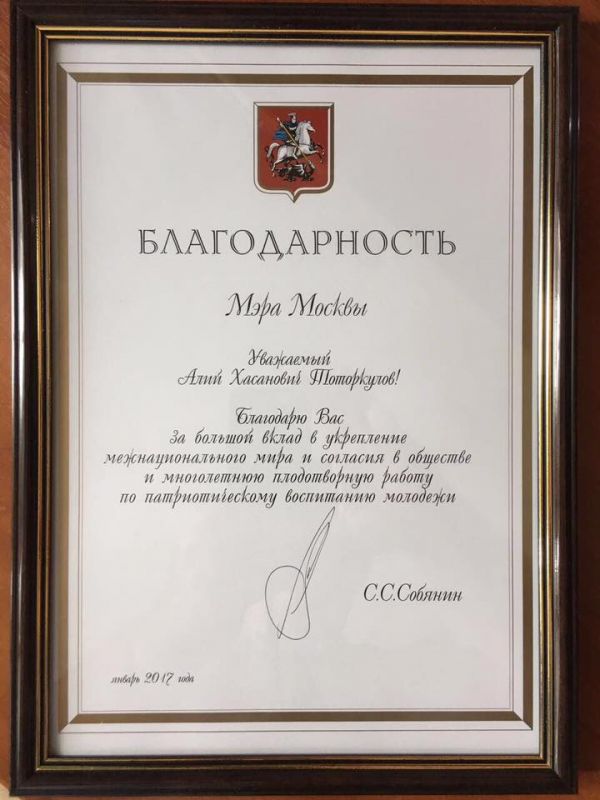 БЛАГОДАРНОСТЬ
Мэра Москвы
Уважаемый
Алий Хасанович Тоторкулов!
Благодарю Вас
за большой вклад в укрепление
межнационального мира и согласия в обществе
и многолетнюю плодотворную работу
по патриотическому воспитанию молодежи
С.С.Собянин
январь 2017 года